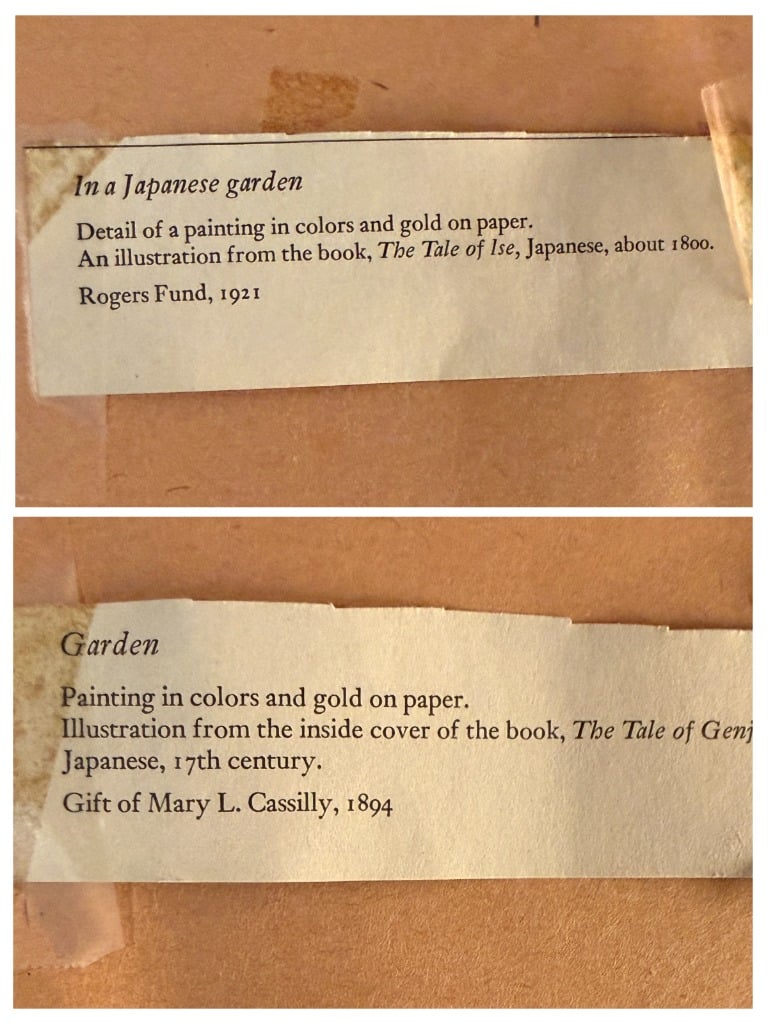 In a Japanese garden
Detail of a painting in colors and gold on paper.
An illustration from the book, The Tale of Ise, Japanese, about 1800.
Rogers Fund, 1921
Garden
Painting in colors and gold on paper.
Illustration from the inside cover of the book, The Tale of Genj
Japanese, 17th century.
Gift of Mary L. Cassilly, 1894